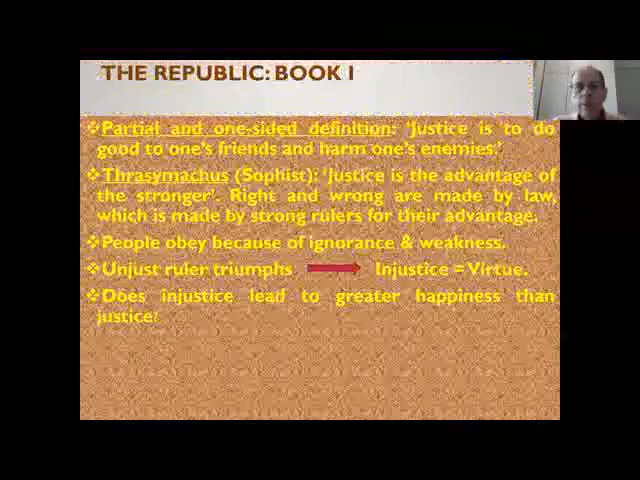 THE REPUBLIC: BOOK I
❖Partial and one-sided definition: ‘Justice is to do
good to one's friends and harm one's enemies.’
❖Thrasymachus (Sophist): ‘Justice is the advantage of
the stronger’. Right and wrong are made by law,
which is made by strong rulers for their advantage.
❖People obey because of ignorance & weakness.
❖Unjust ruler triumphs Injustice = Virtue.
❖Does injustice lead to greater happiness than
justice?